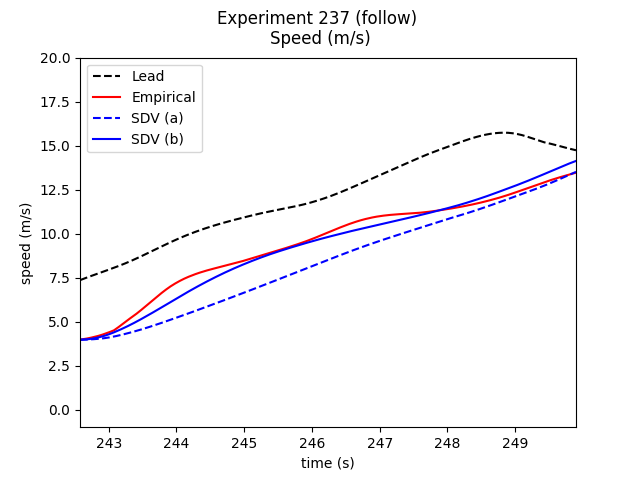 Experiment 237 (follow)
Speed (m/s)
20.0
17.5
15.0
12.5
10.0
7.5
5.0
2.5
0.0
speed (m/s)
Lead
Empirical
SDV (a)
SDV (b)
243 244 245 246 247 248 249
time (s)